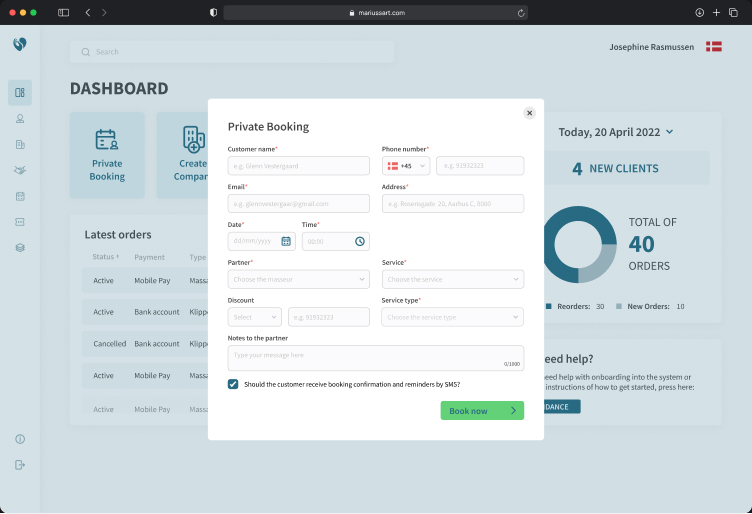 mariussart.com
Search
Josephine Rasmussen
DASHBOARD
Private
Booking
Create
Compan
Today, 20 April 2022
4 NEW CLIENTS
TOTAL OF
40
ORDERS
Reorders: 30 New Orders: 10
Latest orders
Status Payment Type
Active Mobile Pay Massa
Active Bank account Klippe
Cancelled Bank account Klippe
Active Mobile Pay Massa
Active Mobile Pay Massa
eed help?
eed help with onboarding into the system or
instructions of how to get started, press here:
DANCE
Private Booking
Customer name*
e.g. Glenn Vestergaard
Phone number*
+45
e.g. 91932323
Email*
e.g. glennvestergaar@gmail.com
Address*
e.g. Rosensgade 20, Aarhus C, 8000
Date*
dd/mm/yyyy
Time*
00:00
Partner*
Choose the masseur
Service*
Choose the service
Discount
Select
e.g. 91932323
Service type*
Choose the service type
Notes to the partner
Type your message here
0/1000
Should the customer receive booking confirmation and reminders by SMS?
Book now